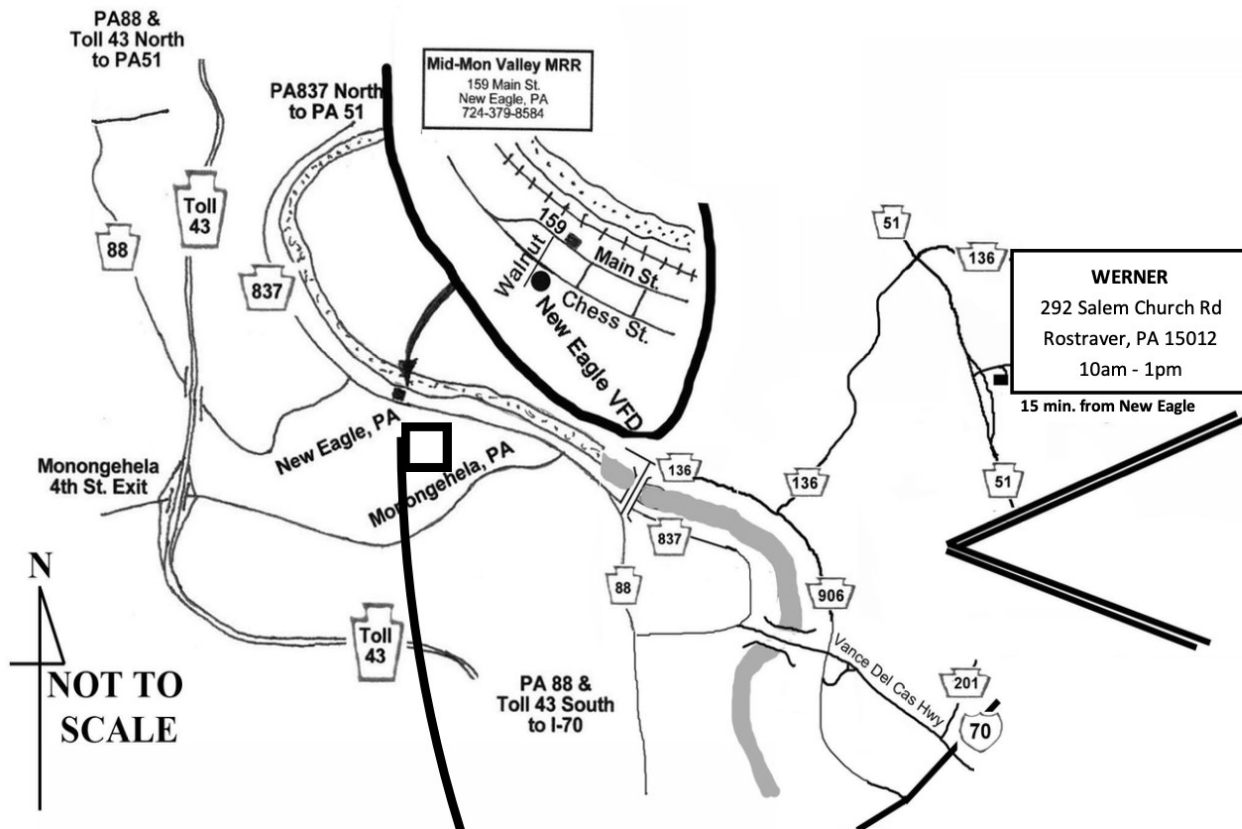 PA88 &
Toll 43 North
to PA51
PA837 North
to PA 51
Mid-Mon Valley MRR
159 Main St.
New Eagle, PA
724-379-8584
Toll
43
88
837
159
Main St.
Walnut
Chess St.
New Eagle VFD
51
136
WERNER
292 Salem Church Rd
Rostraver, PA 15012
10am - 1pm
15 min. from New Eagle
New Eagle, PA
Monongehela, PA
Monongehela
4th St. Exit
136
136
51
837
88
906
N
NOT TO
SCALE
Toll
43
PA 88 &
Toll 43 South
to I-70
Vance Del Cas Hwy
201
70